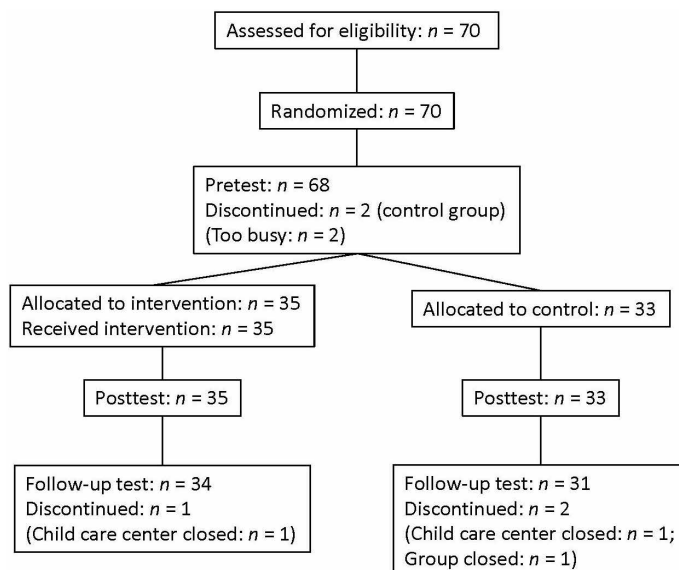 Assessed for eligibility: n = 70
Randomized: n = 70
Pretest: n = 68
Discontinued: n = 2 (control group)
(Too busy: n = 2)
Allocated to intervention: n = 35
Received intervention: n = 35
Allocated to control: n = 33
Posttest: n = 35
Posttest: n = 33
Follow-up test: n = 34
Discontinued: n = 1
(Child care center closed: n = 1)
Follow-up test: n = 31
Discontinued: n = 2
(Child care center closed: n = 1;
Group closed: n = 1)